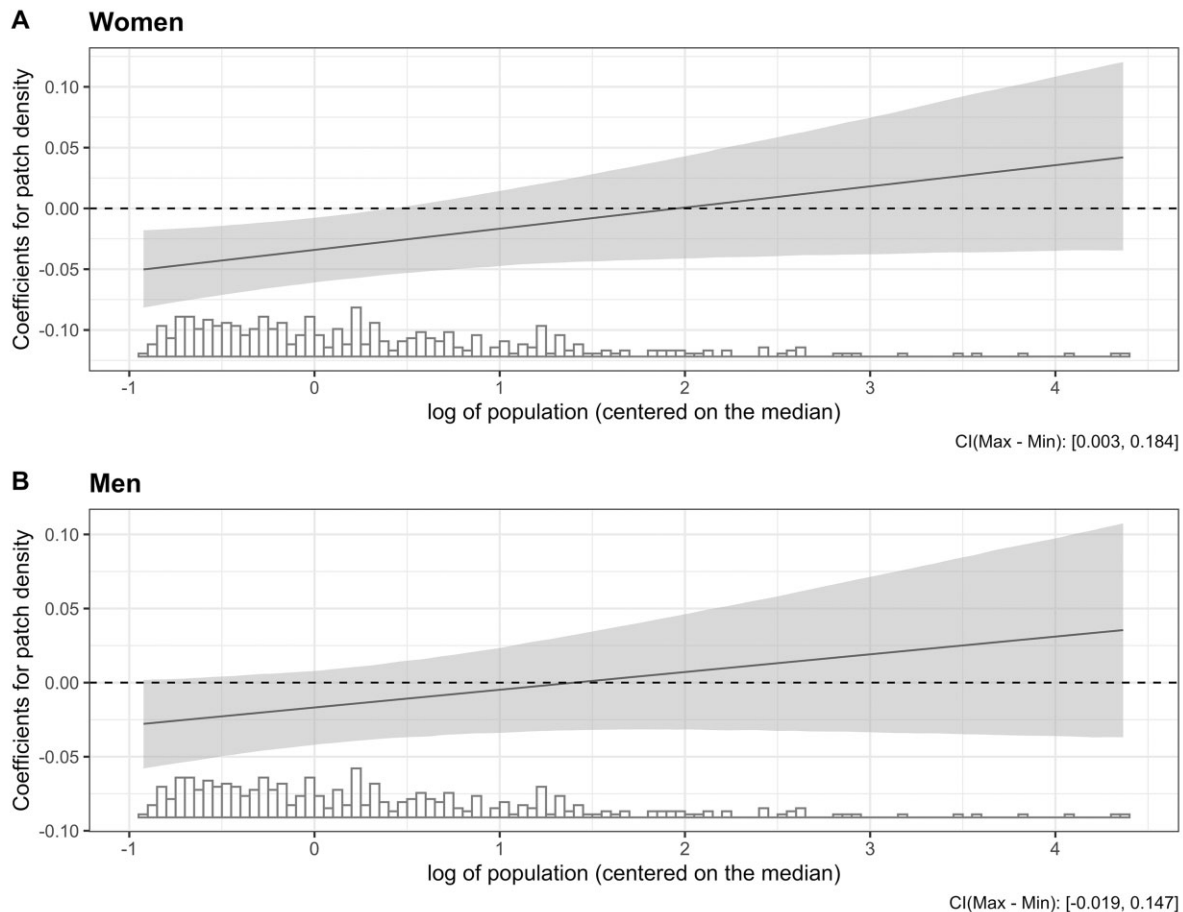 A Women
Coefficients for patch density
0.10
0.05
0.00
-0.05
-0.10
-1 0 1 2 3 4
log of population (centered on the median)
CI(Max - Min): [0.003, 0.184]
B Men
Coefficients for patch density
0.10
0.05
0.00
-0.05
-0.10
-1 0 1 2 3 4
log of population (centered on the median)
CI(Max - Min): [-0.019, 0.147]